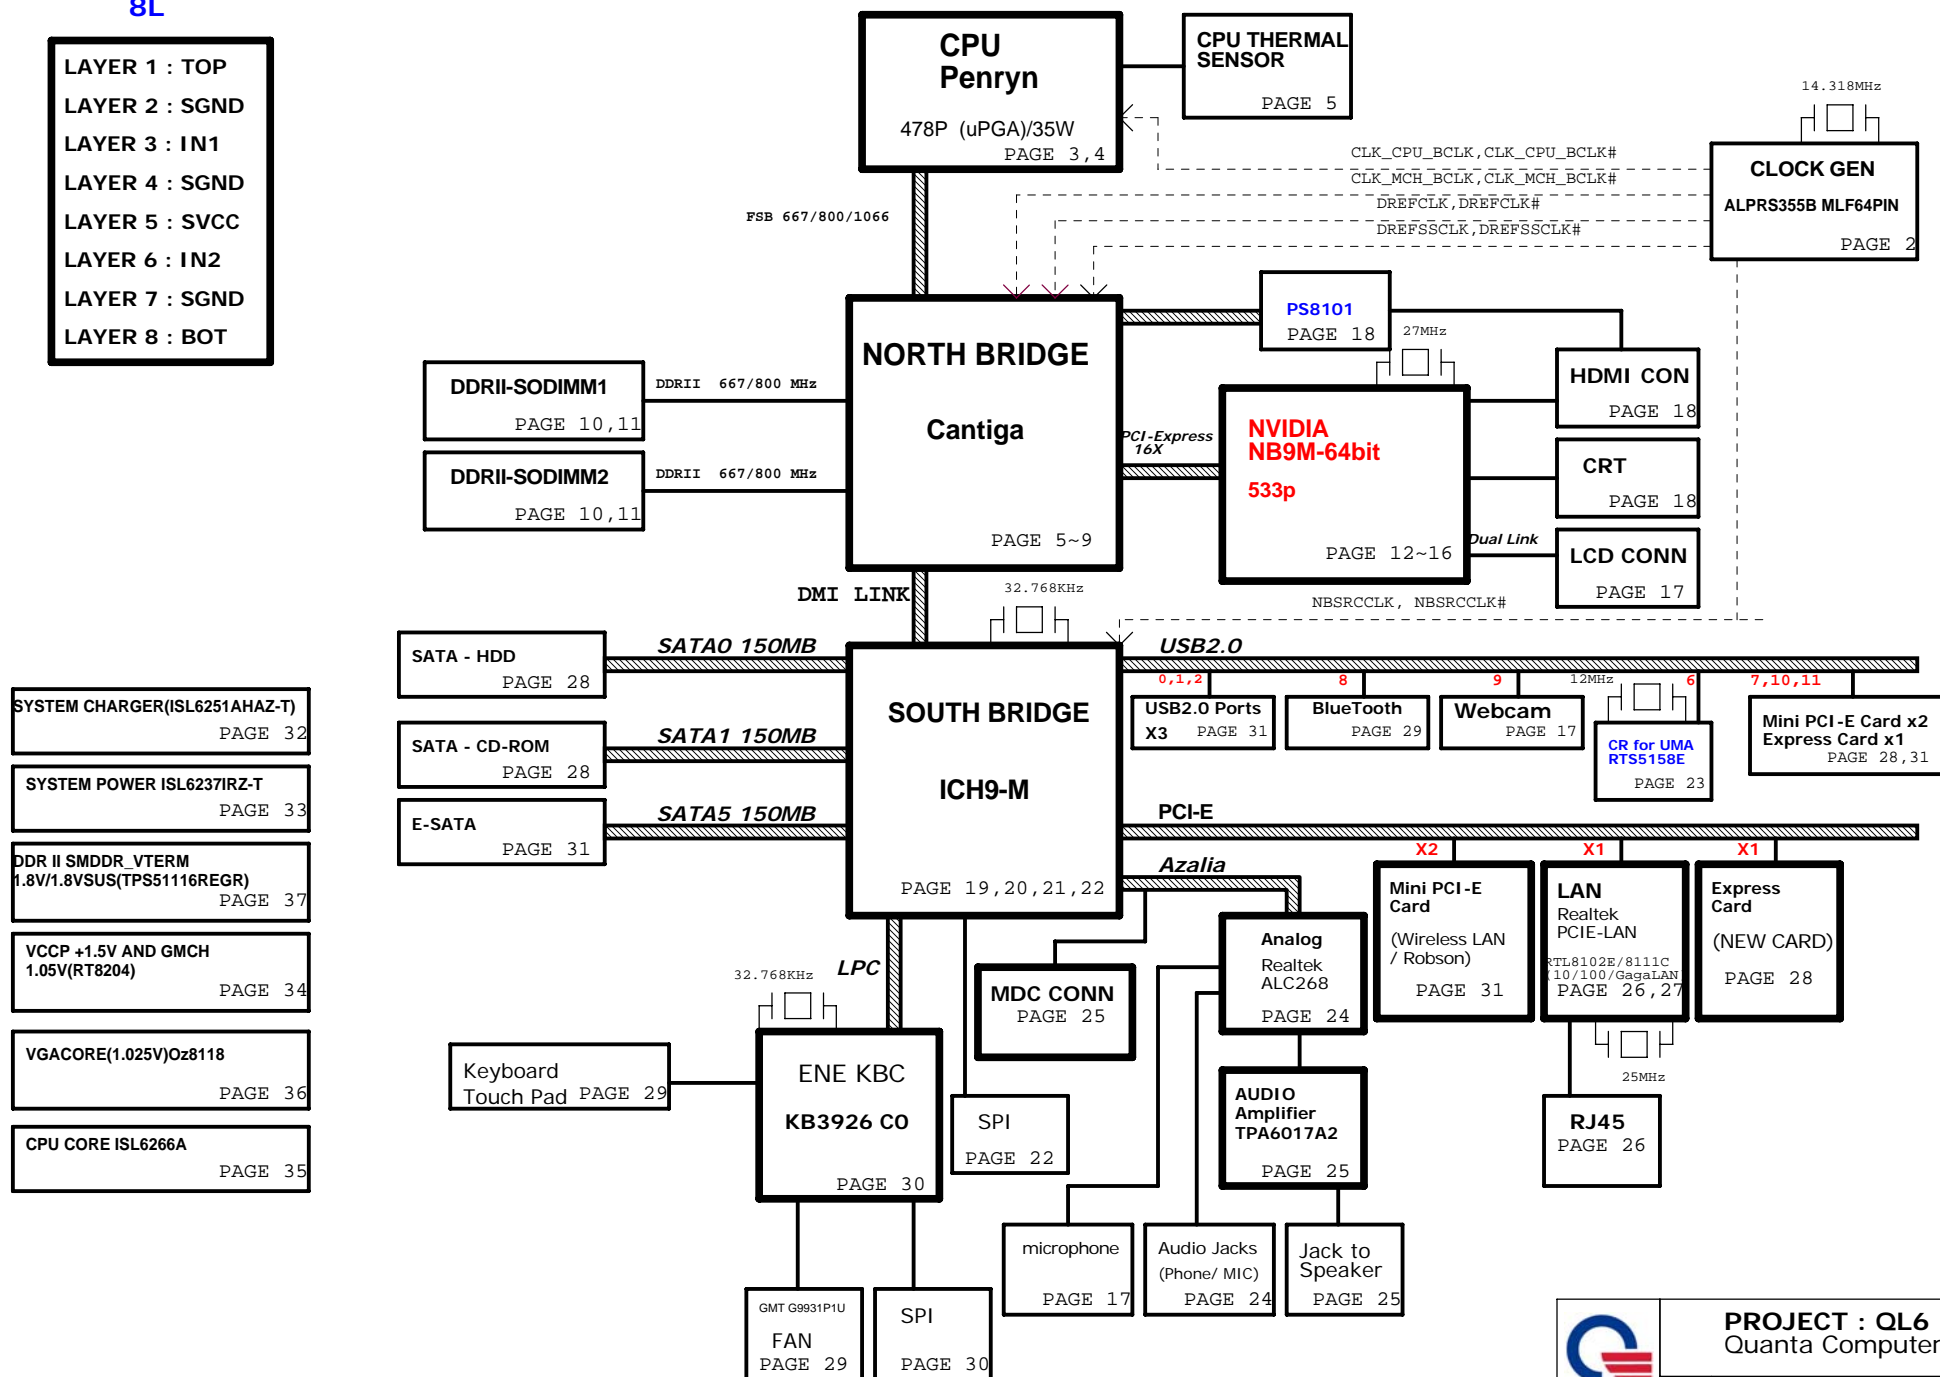 8L
LAYER 1 : TOP
LAYER 2 : SGND
LAYER 3 : IN1
LAYER 4 : SGND
LAYER 5 : SVCC
LAYER 6 : IN2
LAYER 7 : SGND
LAYER 8 : BOT
CPU
Penryn
478P (uPGA)/35W
PAGE 3,4
CPU THERMAL
SENSOR
PAGE 5
14.318MHz
CLOCK GEN
ALPRS355B MLF64PIN
PAGE 2
CLK_CPU_BCLK,CLK_CPU_BCLK#
CLK_MCH_BCLK,CLK_MCH_BCLK#
DREFCLK,DREFCLK#
DREFSSCLK,DREFSSCLK#
FSB 667/800/1066
NORTH BRIDGE
Cantiga
PAGE 5~9
DDRII-SODIMM1
PAGE 10,11
DDRII 667/800 MHz
DDRII-SODIMM2
PAGE 10,11
DDRII 667/800 MHz
PS8101
PAGE 18
27MHz
PCI-Express
16X
NVIDIA
NB9M-64bit
533p
PAGE 12~16
HDMI CON
PAGE 18
CRT
PAGE 18
Dual Link
LCD CONN
PAGE 17
NBSRCCLK, NBSRCCLK#
DMI LINK
32.768KHz
SATA - HDD
PAGE 28
SATA0 150MB
SATA - CD-ROM
PAGE 28
SATA1 150MB
E-SATA
PAGE 31
SATA5 150MB
SOUTH BRIDGE
ICH9-M
PAGE 19,20,21,22
USB2.0
0,1,2
USB2.0 Ports
X3 PAGE 31
8
BlueTooth
PAGE 29
9
Webcam
PAGE 17
12MHz
6
CR for UMA
RTS5158E
PAGE 23
7,10,11
Mini PCI-E Card x2
Express Card x1
PAGE 28,31
PCI-E
X2
Mini PCI-E
Card
(Wireless LAN
/ Robson)
PAGE 31
X1
LAN
Realtek
PCIE-LAN
RTL8102E/8111C
(10/100/GagaLAN
PAGE 26,27
25MHz
RJ45
PAGE 26
X1
Express
Card
(NEW CARD)
PAGE 28
Azalia
Analog
Realtek
ALC268
PAGE 24
MDC CONN
PAGE 25
AUDIO
Amplifier
TPA6017A2
PAGE 25
LPC
32.768KHz
Keyboard
Touch Pad PAGE 29
ENE KBC
KB3926 C0
PAGE 30
SPI
PAGE 22
GMT G9931P1U
FAN
PAGE 29
SPI
PAGE 30
microphone
PAGE 17
Audio Jacks
(Phone/ MIC)
PAGE 24
Jack to
Speaker
PAGE 25
SYSTEM CHARGER(ISL6251AHAZ-T)
PAGE 32
SYSTEM POWER ISL6237IRZ-T
PAGE 33
DDR II SMDDR_VTERM
1.8V/1.8VSUS(TPS51116REGR)
PAGE 37
VCCP +1.5V AND GMCH
1.05V(RT8204)
PAGE 34
VGACORE(1.025V)Oz8118
PAGE 36
CPU CORE ISL6266A
PAGE 35
PROJECT : QL6
Quanta Computer